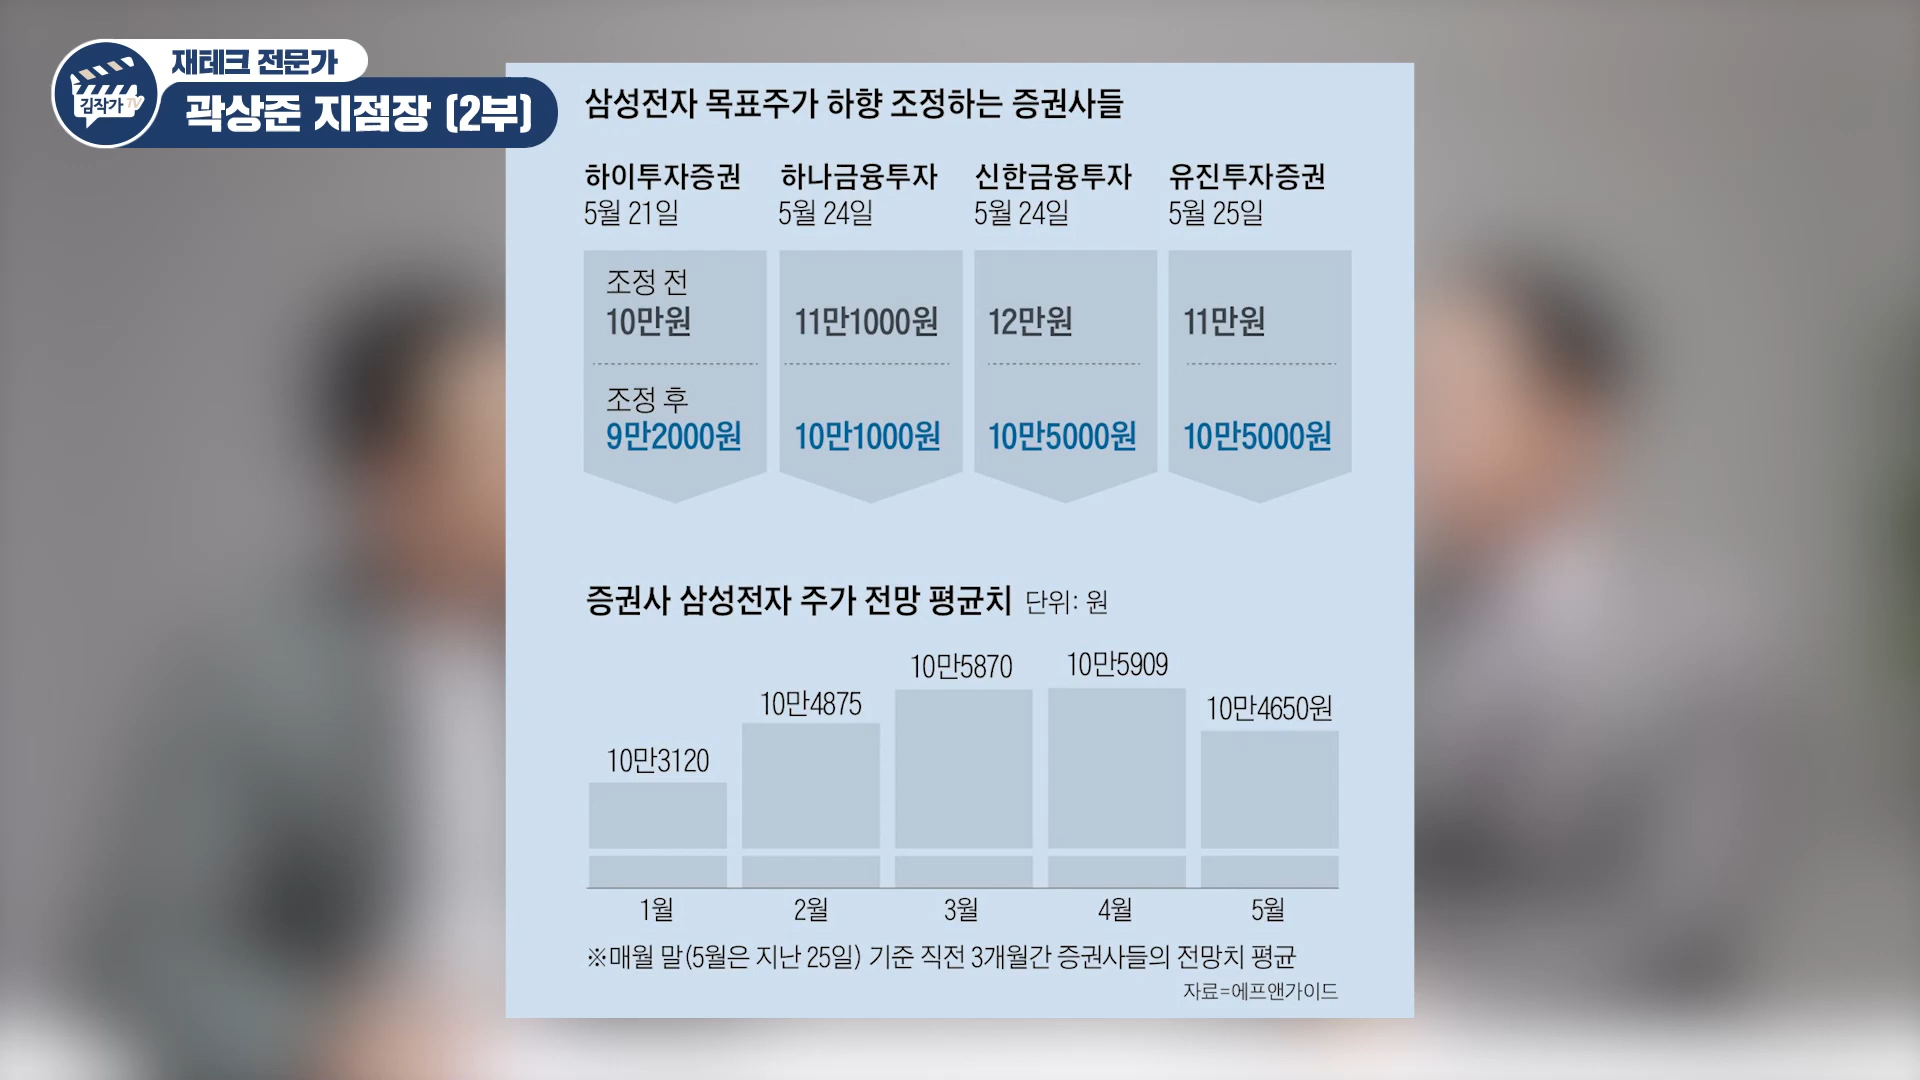 재테크 전문가
김작가 TV
곽상준 지점장 (2부)
삼성전자 목표주가 하향 조정하는 증권사들
하이투자증권 하나금융투자 신한금융투자 유진투자증권
5월 21일 5월 24일 5월 24일 5월 25일
조정 전
10만원 11만1000원 12만원 11만원
조정 후
9만2000원 10만1000원 10만5000원 10만5000원
증권사 삼성전자 주가 전망 평균치 단위: 원
10만3120 10만4875 10만5870 10만5909 10만4650원
1월 2월 3월 4월 5월
※매월 말(5월은 지난 25일) 기준 직전 3개월간 증권사들의 전망치 평균
자료=에프앤가이드